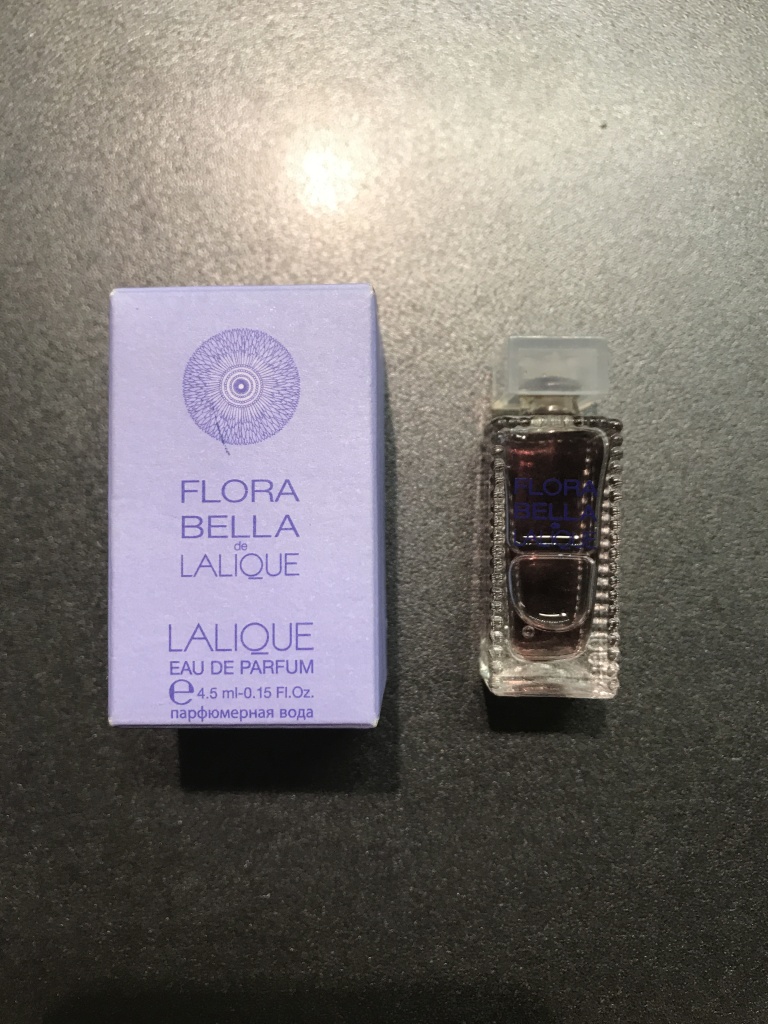 FLORA
BELLA
de
LALIQUE
LALIQUE
EAU DE PARFUM
e 4.5 ml-0.15 Fl.Oz.
парфюмерная вода
FLORA
BELLA
LALIQUE